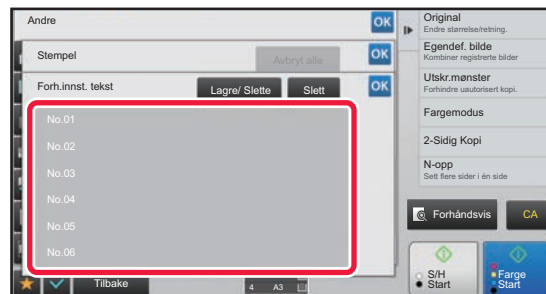 Andre
OK
Stempel
Avbryt alle
OK
Forh.innst. tekst
Lagre/ Slette
Slett
OK
No.01
No.02
No.03
No.04
No.05
No.06
Tilbake
4 A3
Original
Endre størrelse/retning.
Egendef. bilde
Kombiner registrerte bilder
Utskr.mønster
Forhindre uautorisert kopi.
Fargemodus
2-Sidig Kopi
N-opp
Sett flere sider i én side
Forhåndsvis
CA
S/H
Start
Farge
Start